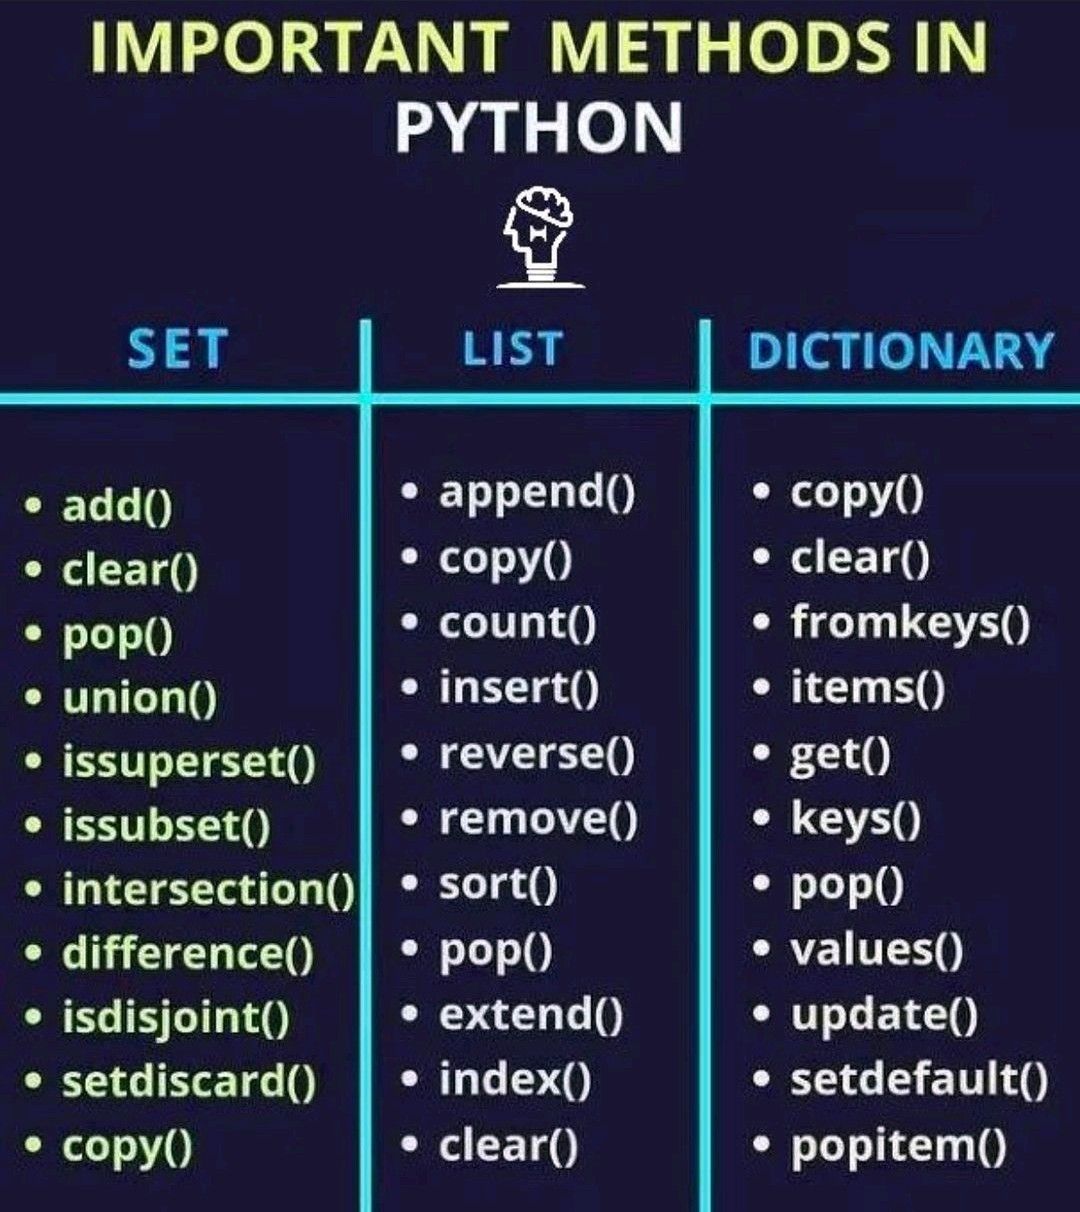 IMPORTANT METHODS IN
PYTHON
SET
add()
clear()
pop()
union()
issuperset()
issubset()
intersection()
difference()
isdisjoint()
setdiscard()
copy()
LIST
append()
copy()
count()
insert()
reverse()
remove()
sort()
pop()
extend()
index()
clear()
DICTIONARY
copy()
clear()
fromkeys()
items()
get()
keys()
pop()
values()
update()
setdefault()
popitem()